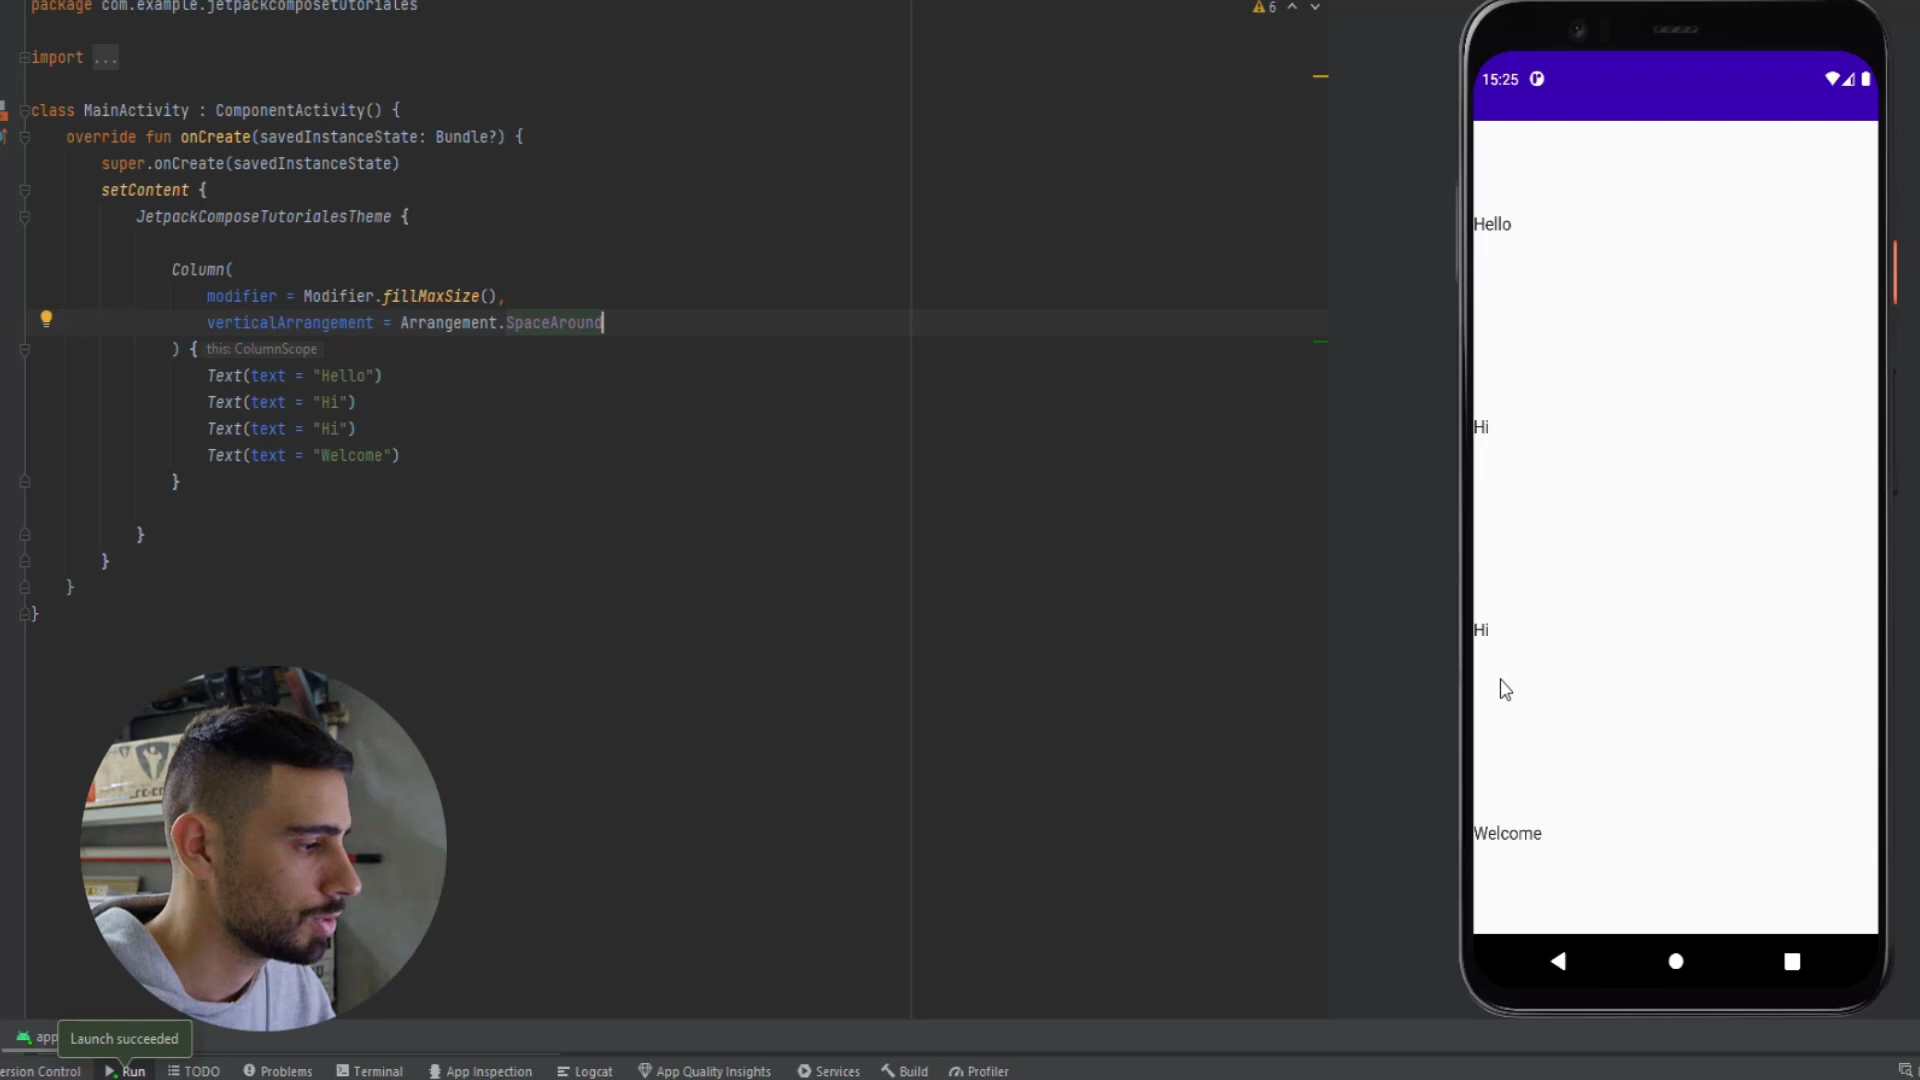 package com.example.jetpackcomposetutoriales
6
import ...
class MainActivity : ComponentActivity() {
override fun onCreate(savedInstanceState: Bundle?) {
super.onCreate(savedInstanceState)
setContent {
JetpackComposeTutorialesTheme {
Column(
modifier = Modifier.fillMaxSize(),
verticalArrangement = Arrangement.SpaceAround
) { this: ColumnScope
Text(text = "Hello")
Text(text = "Hi")
Text(text = "Hi")
Text(text = "Welcome")
}
}
}
}
}
15:25
Hello
Hi
Hi
Welcome
app
Launch succeeded
ersion Control Run TODO Problems Terminal App Inspection Logcat App Quality Insights Services Build Profiler